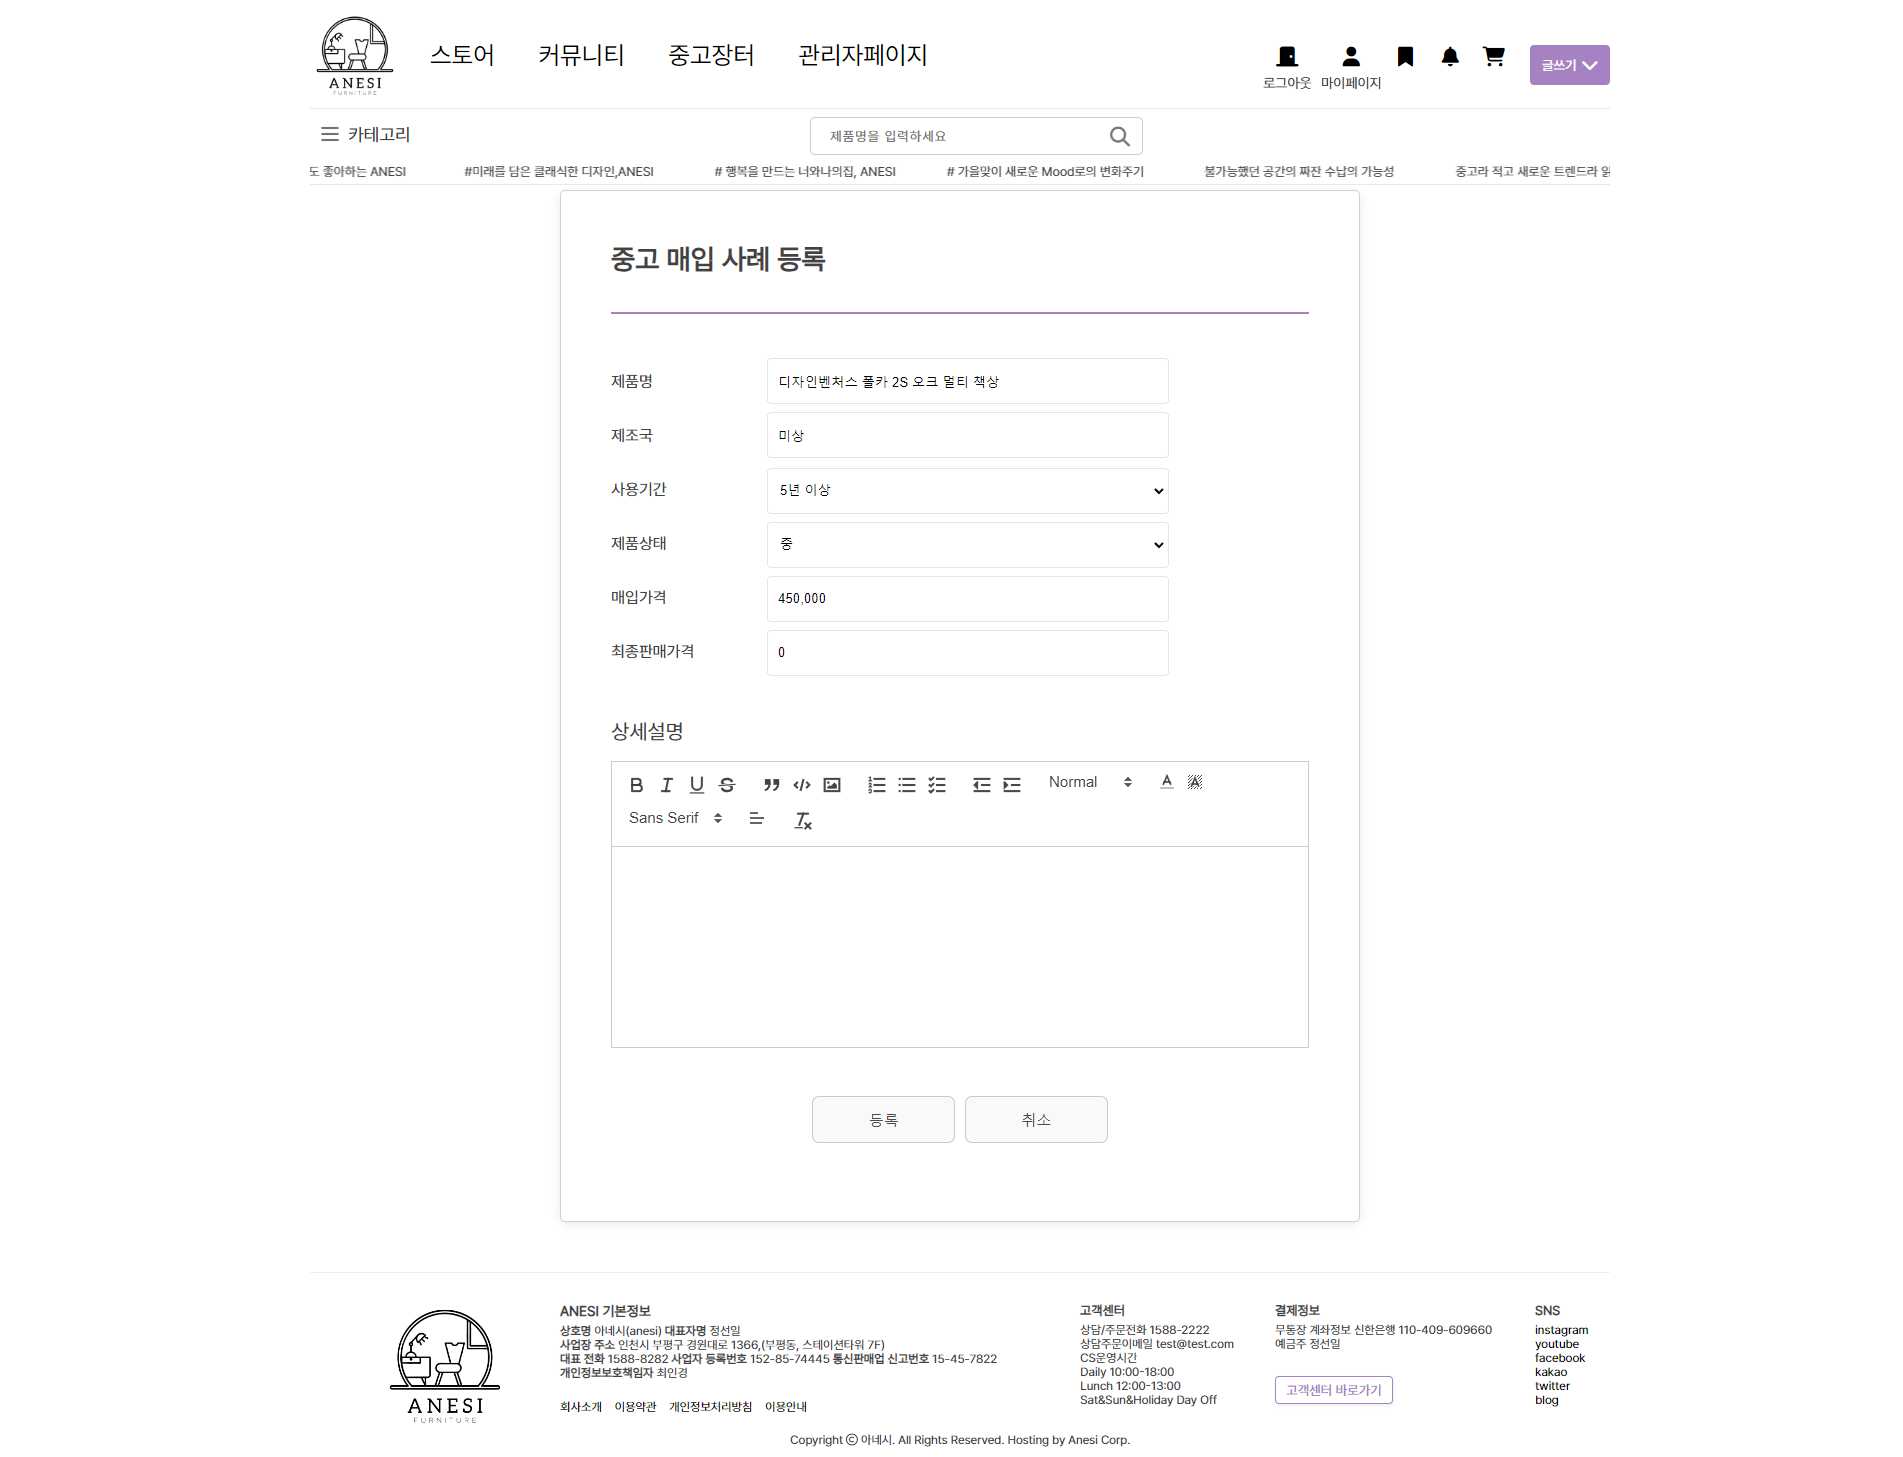 ANESI
FURNITURE
스토어 커뮤니티 중고장터 관리자페이지
로그아웃 마이페이지 글쓰기
카테고리
제품명을 입력하세요
도 좋아하는 ANESI #미래를 담은 클래식한 디자인,ANESI # 행복을 만드는 너와나의집, ANESI # 가을맞이 새로운 Mood로의 변화주기 불가능했던 공간의 짜잔 수납의 가능성 중고라 적고 새로운 트렌드라
중고 매입 사례 등록
제품명 디자인벤처스 폴카 2S 오크 멀티 책상
제조국 미상
사용기간 5년 이상
제품상태 중
매입가격 450,000
최종판매가격 0
상세설명
Normal
Sans Serif
등록 취소
ANESI
FURNITURE
ANESI 기본정보
상호명 아네시(anesi) 대표자명 정선일
사업장 주소 인천시 부평구 경원대로 1366,(부평동, 스테이션타워 7F)
대표 전화 1588-8282 사업자 등록번호 152-85-74445 통신판매업 신고번호 15-45-7822
개인정보보호책임자 최인경
회사소개 이용약관 개인정보처리방침 이용안내
고객센터
상담/주문전화 1588-2222
상담주문이메일 test@test.com
CS운영시간
Daily 10:00-18:00
Lunch 12:00-13:00
Sat&Sun&Holiday Day Off
결제정보
무통장 계좌정보 신한은행 110-409-609660
예금주 정선일
고객센터 바로가기
SNS
instagram
youtube
facebook
kakao
twitter
blog
Copyright ⓒ 아네시. All Rights Reserved. Hosting by Anesi Corp.